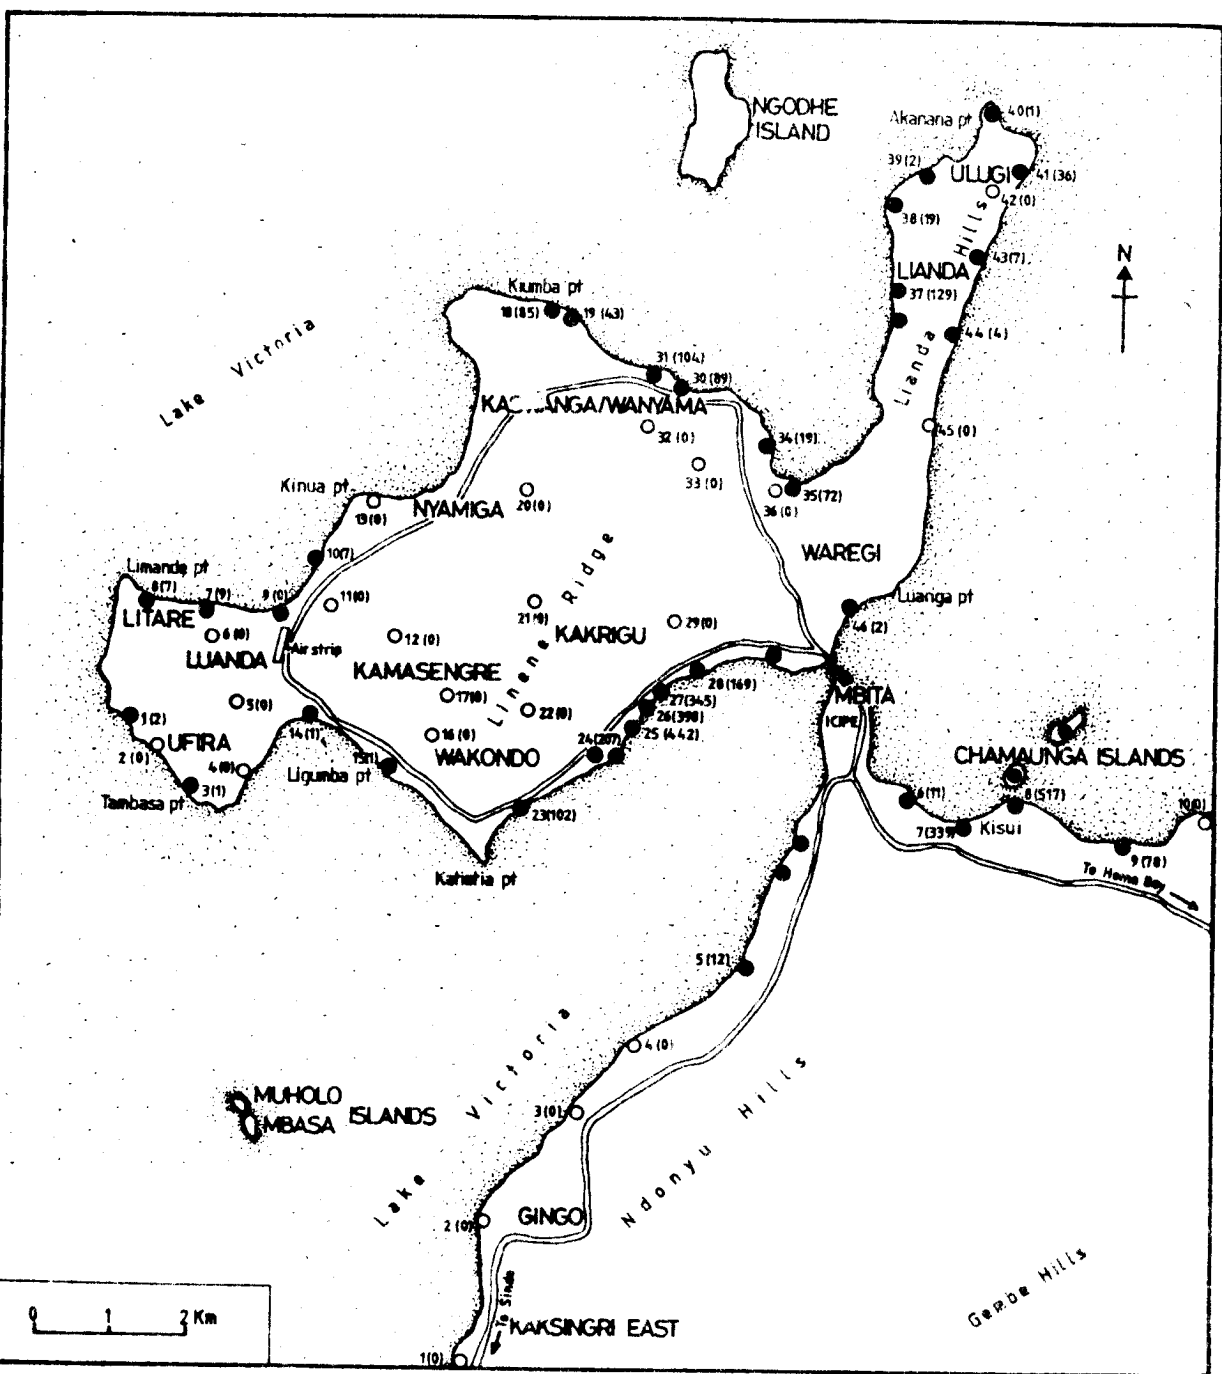 NGODHE
ISLAND
Akanana pt
40(1)
39(2)
ULUGI
41(36)
42(0)
38(19)
Lianda Hills
N
LIANDA
43(7)
37(129)
44(4)
45(0)
Kiumba pt
18(85)
19(43)
Lake Victoria
31(104)
30(89)
ANGA/WANYAMA
32(0)
34(19)
33(0)
Kinua pt
35(72)
36(0)
20(0)
NYAMIGA
WAREGI
10(7)
Limande pt
8(7)
7(9)
9(0)
11(0)
LITARE
6(0)
Luanga pt
46(2)
21(0)
29(0)
Linene Ridge
KAKRIGU
12(0)
LUANDA
Air strip
KAMASENGRE
28(169)
MBITA
ICIPE
17(0)
27(345)
5(0)
26(398)
22(0)
1(2)
14(1)
25(442)
UFIRA
2(0)
16(0)
24(207)
WAKONDO
CHAMAUNGA ISLANDS
4(0)
15(1)
Ligumba pt
3(1)
Tambasa pt
23(102)
6(11)
8(517)
10(0)
7(339)
Kisui
9(78)
To Homa Bay
Kahutia pt
5(12)
Lake Victoria
4(0)
MUHOLO
MBASA
ISLANDS
3(0)
Ndonyu Hills
2(0)
GINGO
Gembe Hills
To Sindo
0 1 2 Km
KAKSINGRI EAST
1(0)